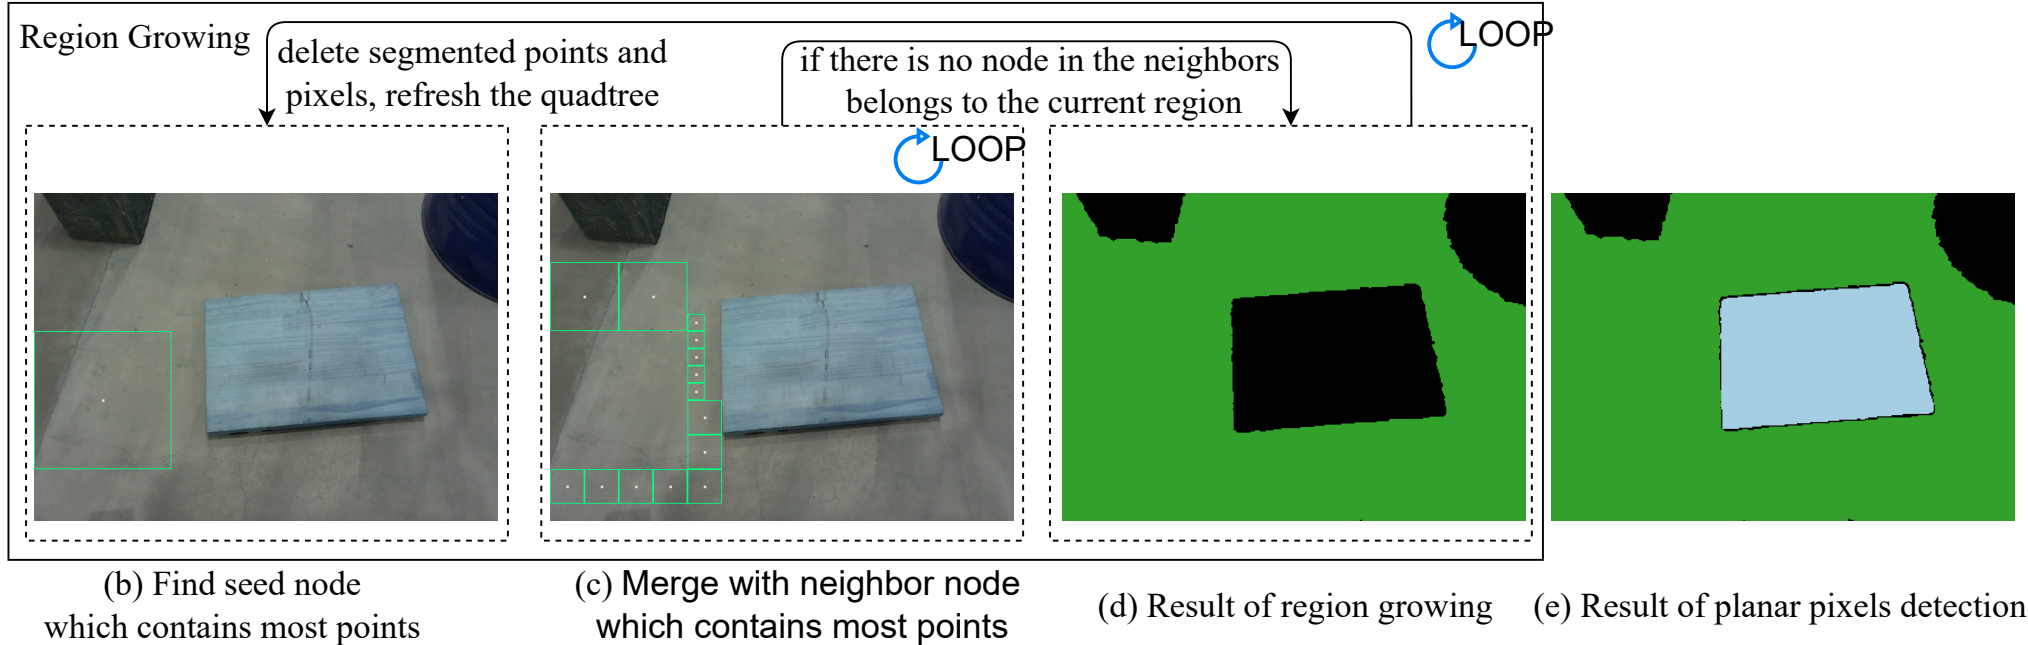 Region Growing
LOOP
delete segmented points and
pixels, refresh the quadtree
if there is no node in the neighbors
belongs to the current region
LOOP
(b) Find seed node
which contains most points
(c) Merge with neighbor node
which contains most points
(d) Result of region growing
(e) Result of planar pixels detection